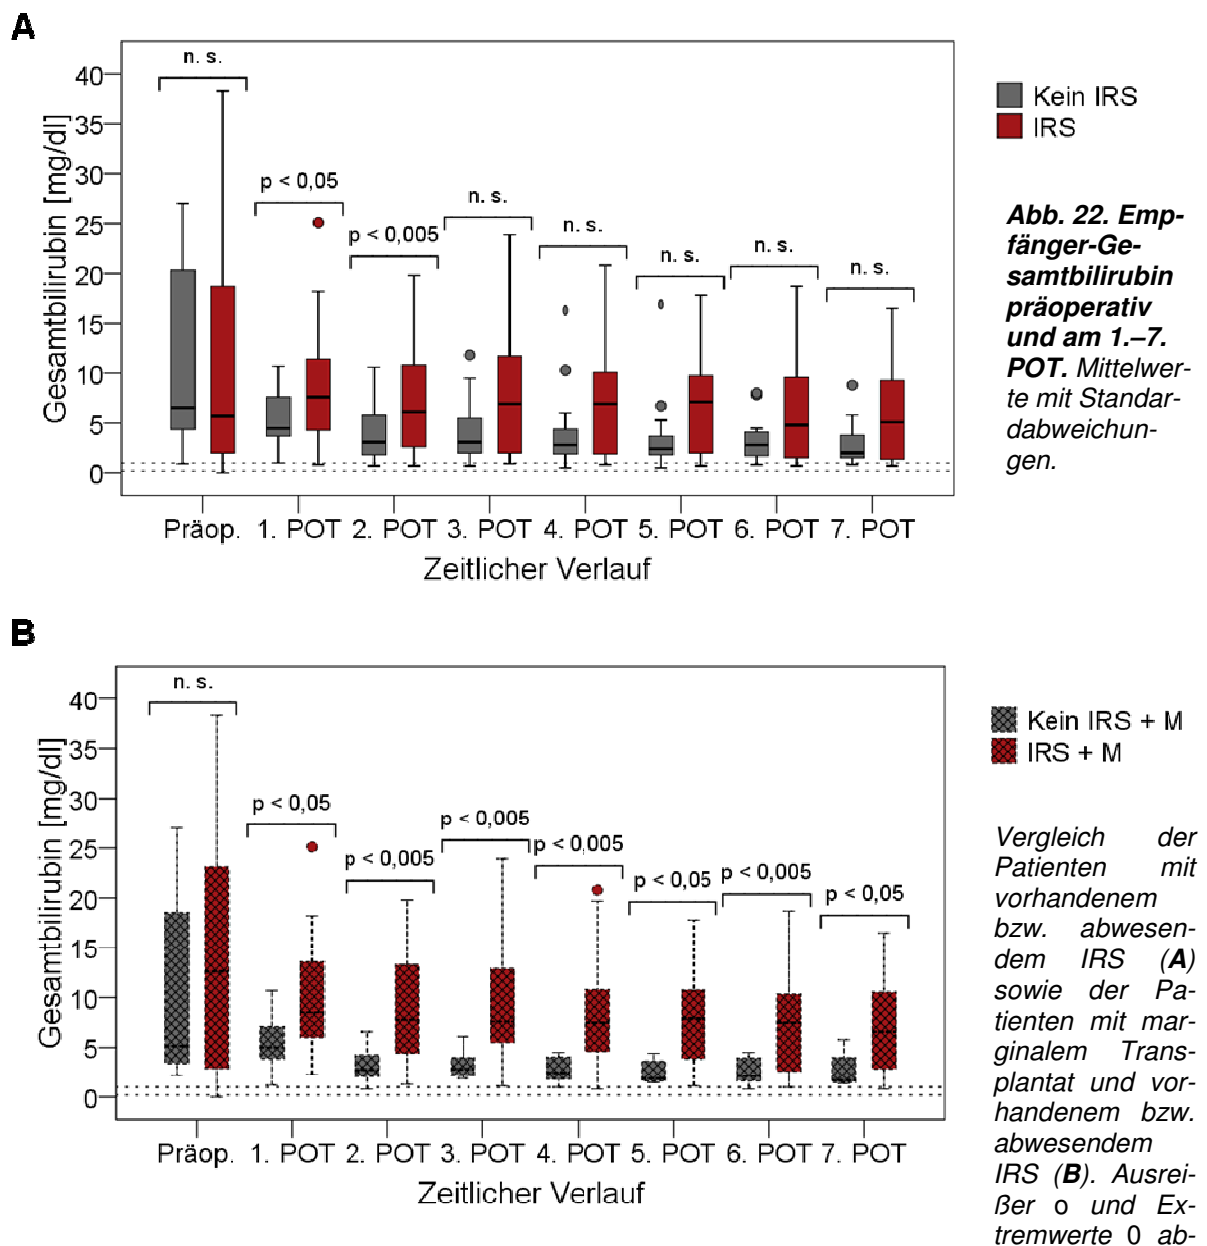 A
n. s.
p < 0,05
p < 0,005
n. s.
n. s.
n. s.
n. s.
n. s.
Gesamtbilirubin [mg/dl]
40
35
30
25
20
15
10
5
0
Präop. 1. POT 2. POT 3. POT 4. POT 5. POT 6. POT 7. POT
Zeitlicher Verlauf
Kein IRS
IRS
Abb. 22. Emp-
fänger-Ge-
samtbilirubin
präoperativ
und am 1.–7.
POT. Mittelwer-
te mit Standar-
dabweichun-
gen.
B
n. s.
p < 0,05
p < 0,005
p < 0,005
p < 0,005
p < 0,05
p < 0,005
p < 0,05
Gesamtbilirubin [mg/dl]
40
35
30
25
20
15
10
5
0
Präop. 1. POT 2. POT 3. POT 4. POT 5. POT 6. POT 7. POT
Zeitlicher Verlauf
Kein IRS + M
IRS + M
Vergleich der
Patienten mit
vorhandenem
bzw. abwesen-
dem IRS (A)
sowie der Pa-
tienten mit mar-
ginalem Trans-
plantat und vor-
handenem bzw.
abwesendem
IRS (B). Ausrei-
ßer o und Ex-
tremwerte 0 ab-